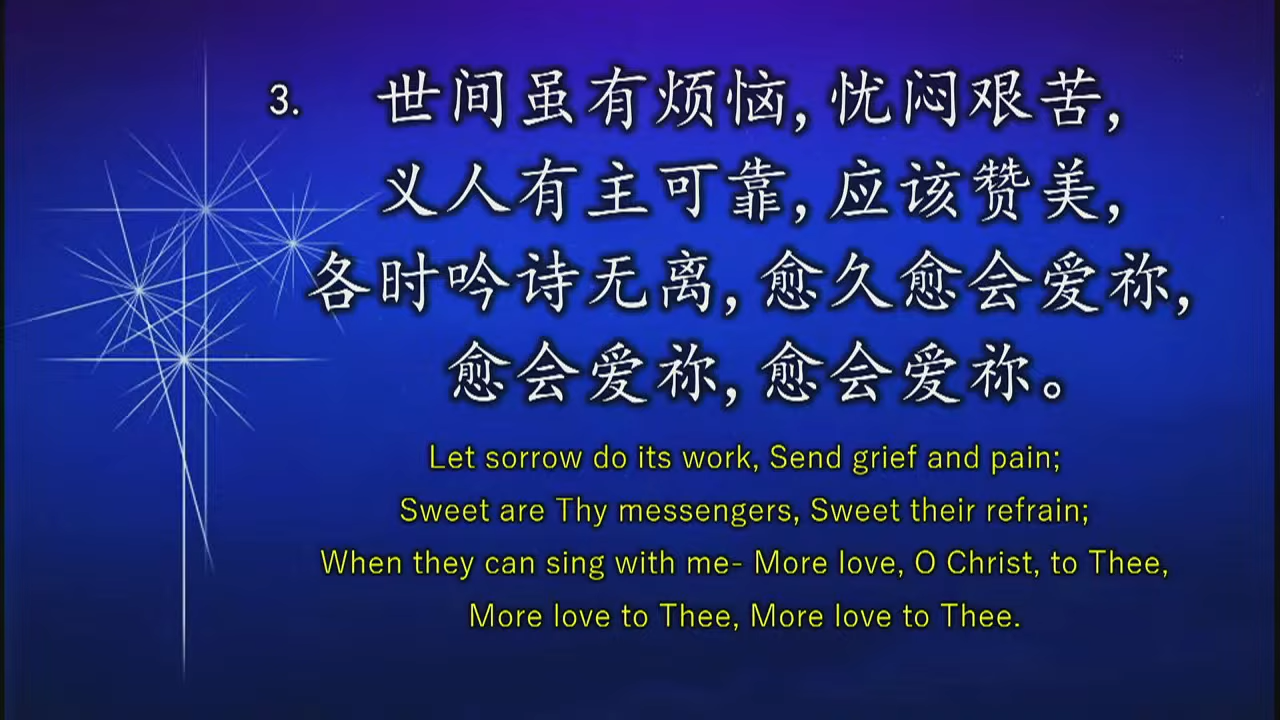 3. 世间虽有烦恼, 忧闷艰苦,
义人有主可靠, 应该赞美,
各时吟诗无离, 愈久愈会爱祢,
愈会爱祢, 愈会爱祢。
Let sorrow do its work, Send grief and pain;
Sweet are Thy messengers, Sweet their refrain;
When they can sing with me- More love, O Christ, to Thee,
More love to Thee, More love to Thee.